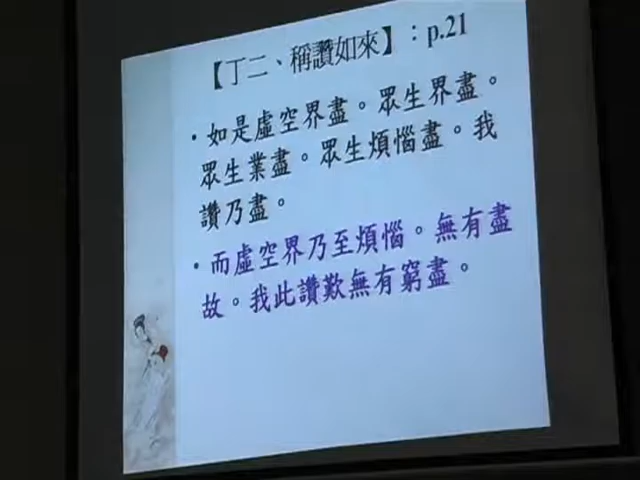 【丁二、稱讚如來】：p.21
・如是虛空界盡。眾生界盡。
眾生業盡。眾生煩惱盡。我
讚乃盡。
・而虛空界乃至煩惱。無有盡
故。我此讚歎無有窮盡。